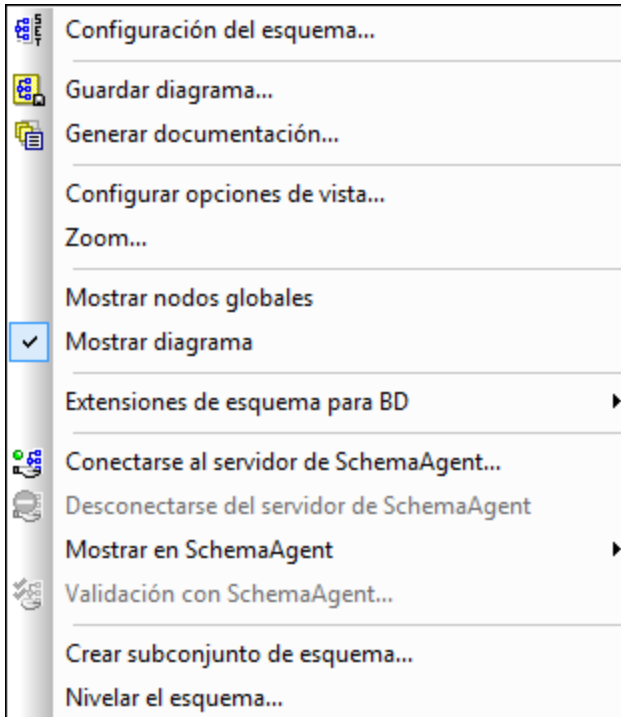 Configuración del esquema...
Guardar diagrama...
Generar documentación...
Configurar opciones de vista...
Zoom...
Mostrar nodos globales
Mostrar diagrama
Extensiones de esquema para BD
Conectarse al servidor de SchemaAgent...
Desconectarse del servidor de SchemaAgent
Mostrar en SchemaAgent
Validación con SchemaAgent...
Crear subconjunto de esquema...
Nivelar el esquema...